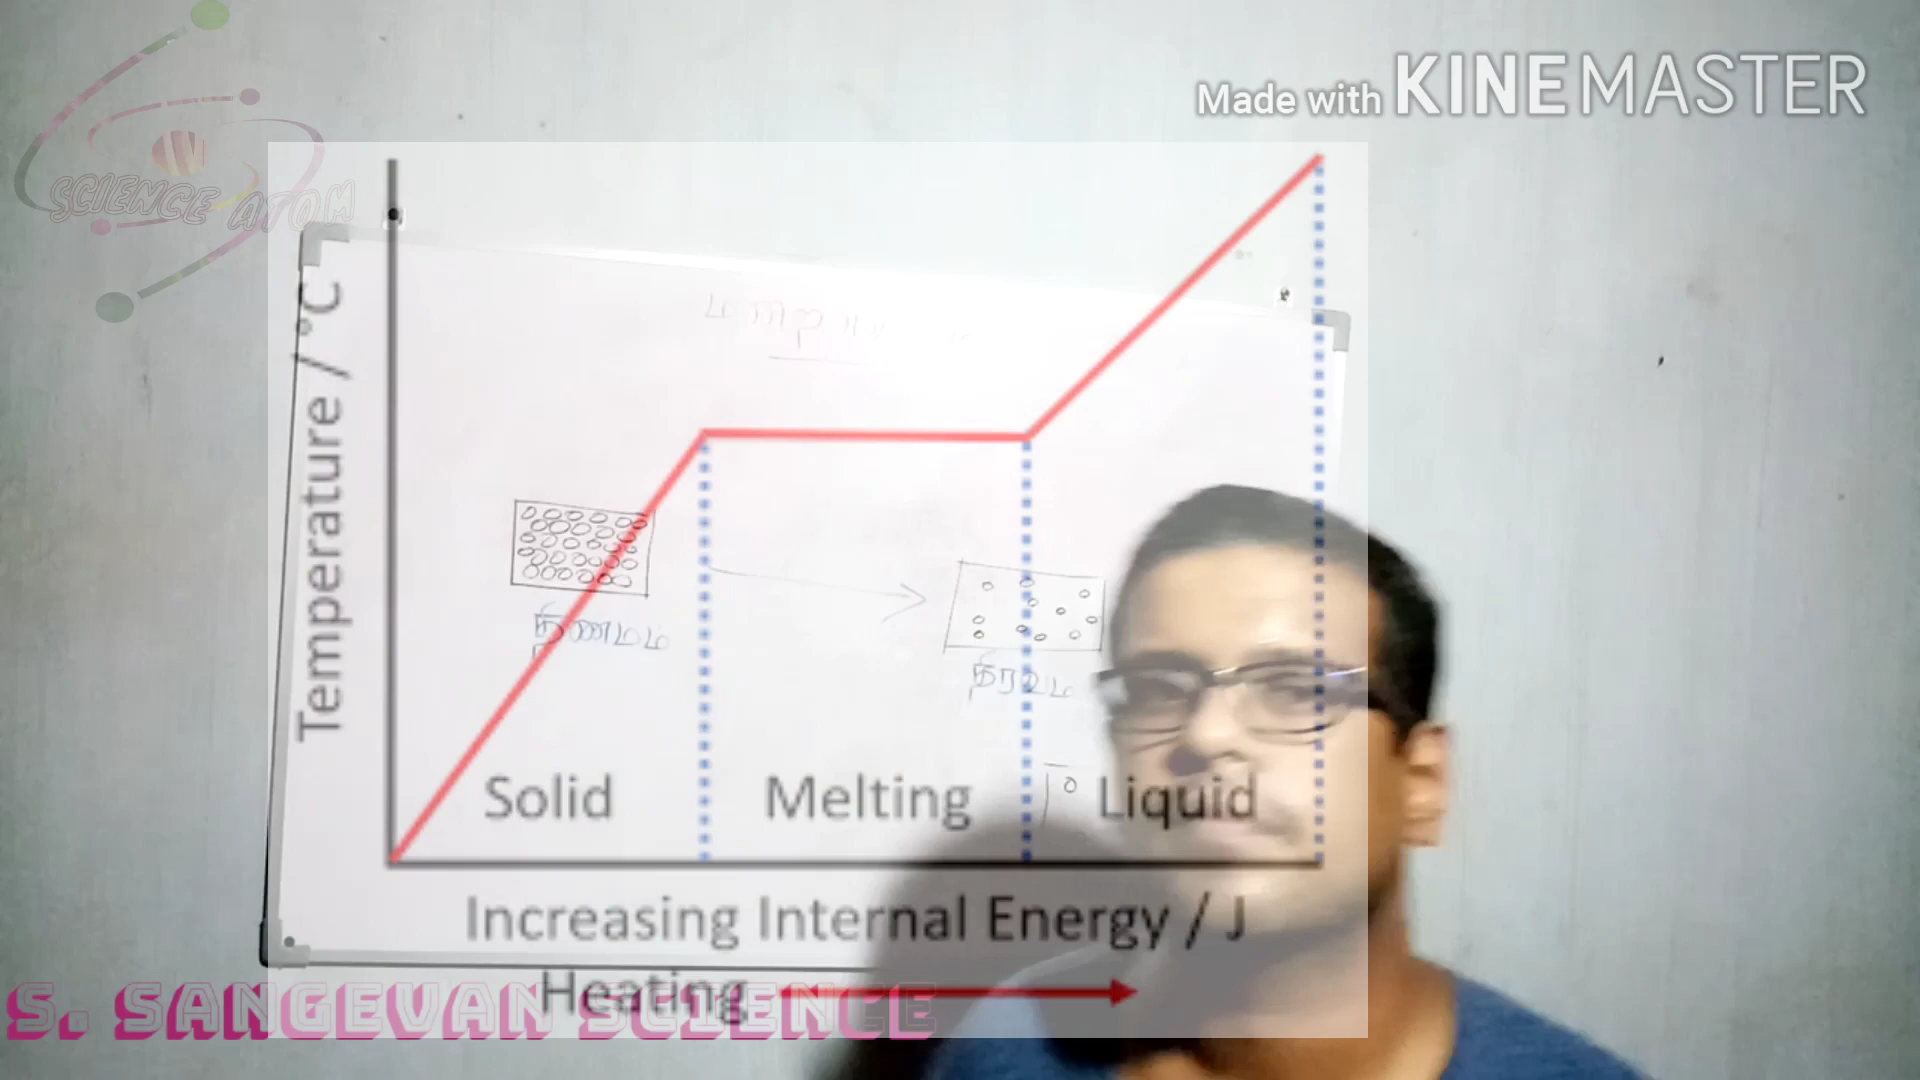 Made with KINEMASTER
SCIENCE ATOM
Temperature / °C
திண்மம்
திரவம்
Solid
Melting
Liquid
Increasing Internal Energy / J
Heating
S. SANGEVAN SCIENCE